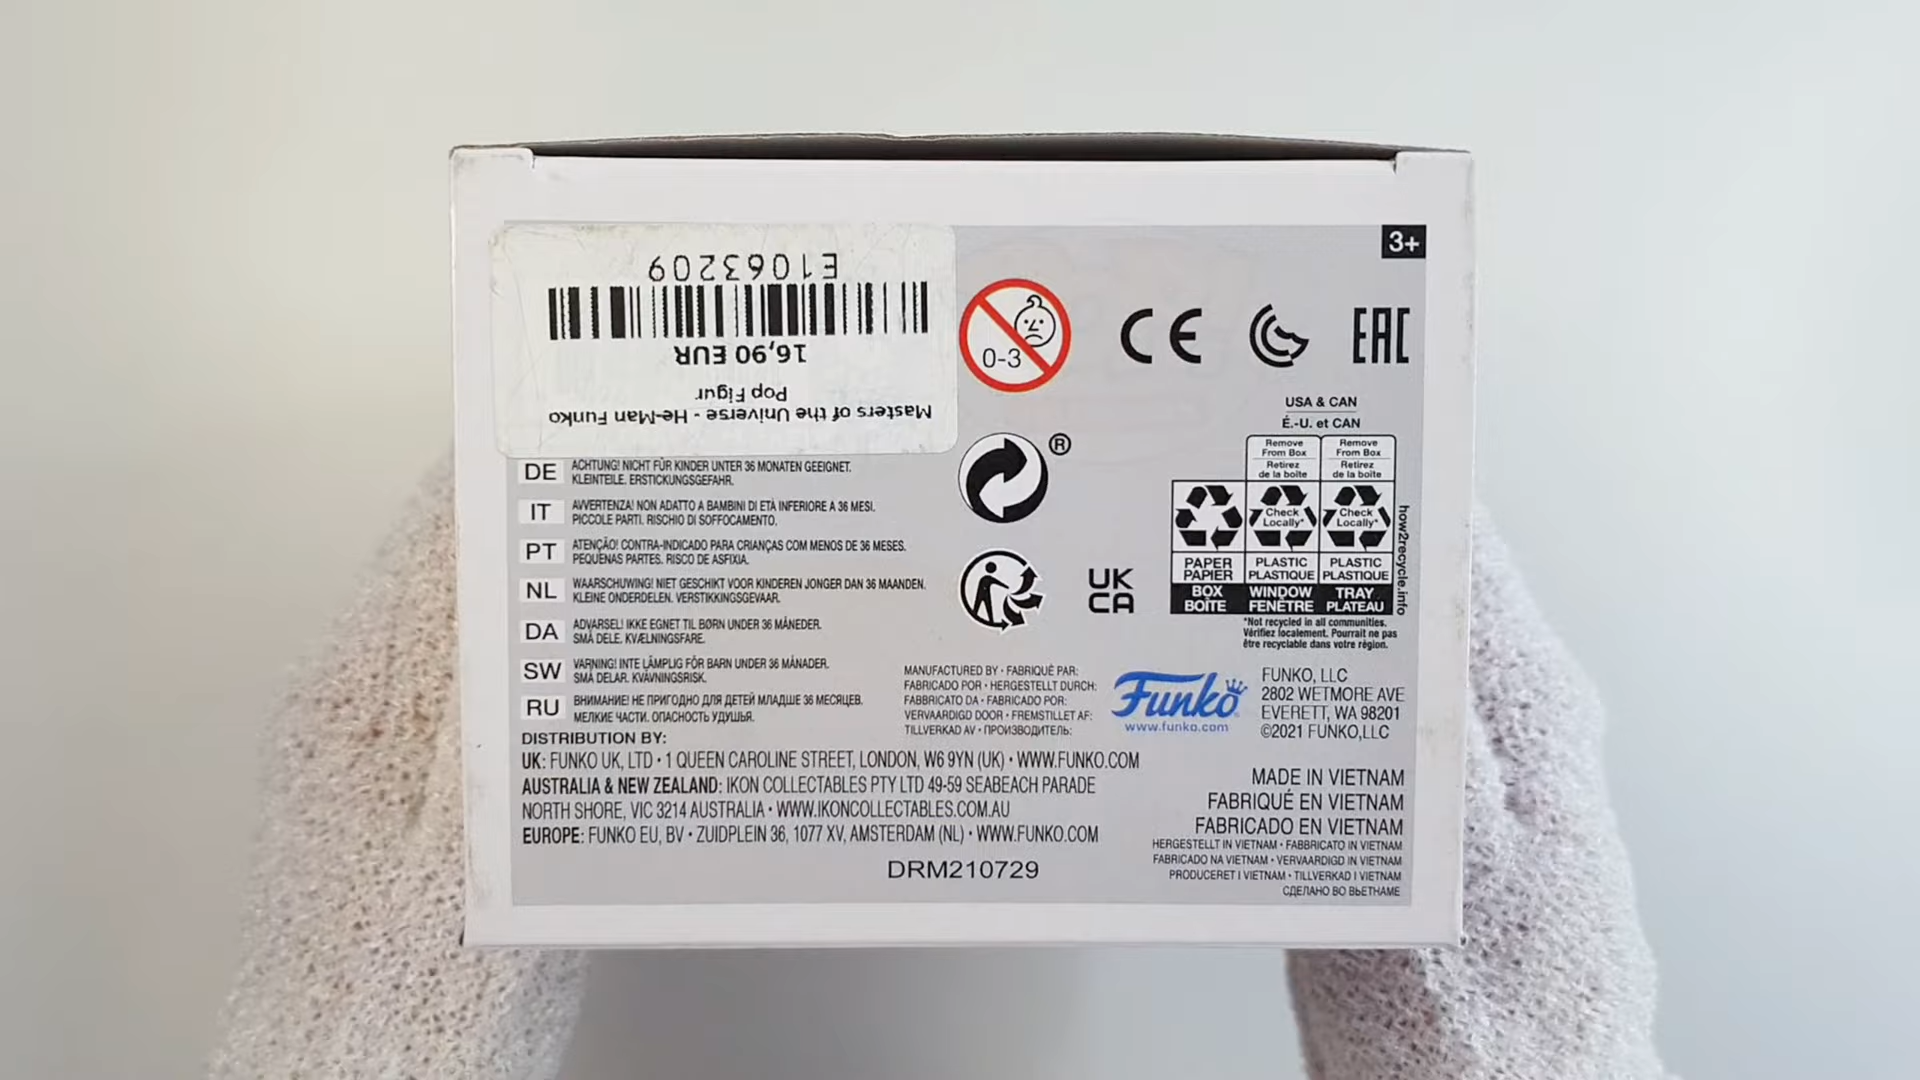 3+
E1063209
16,90 EUR
Masters of the Universe - He-Man Funko
Pop Figur
0-3
CE
EAC
®
USA & CAN
É.-U. et CAN
Remove
From Box
Retirez
de la boîte
Remove
From Box
Retirez
de la boîte
Check
Locally*
Check
Locally*
PAPER
PAPIER
PLASTIC
PLASTIQUE
PLASTIC
PLASTIQUE
BOX
BOÎTE
WINDOW
FENÊTRE
TRAY
PLATEAU
how2recycle.info
*Not recycled in all communities.
Vérifiez localement. Pourrait ne pas
être recyclable dans votre région.
UK
CA
DE ACHTUNG! NICHT FÜR KINDER UNTER 36 MONATEN GEEIGNET.
KLEINTEILE. ERSTICKUNGSGEFAHR.
IT AVVERTENZA! NON ADATTO A BAMBINI DI ETÀ INFERIORE A 36 MESI.
PICCOLE PARTI. RISCHIO DI SOFFOCAMENTO.
PT ATENÇÃO! CONTRA-INDICADO PARA CRIANÇAS COM MENOS DE 36 MESES.
PEQUENAS PARTES. RISCO DE ASFIXIA.
NL WAARSCHUWING! NIET GESCHIKT VOOR KINDEREN JONGER DAN 36 MAANDEN.
KLEINE ONDERDELEN. VERSTIKKINGSGEVAAR.
DA ADVARSEL! IKKE EGNET TIL BØRN UNDER 36 MÅNEDER.
SMÅ DELE. KVÆLNINGSFARE.
SW VARNING! INTE LÄMPLIG FÖR BARN UNDER 36 MÅNADER.
SMÅ DELAR. KVÄVNINGSRISK.
RU ВНИМАНИЕ! НЕ ПРИГОДНО ДЛЯ ДЕТЕЙ МЛАДШЕ 36 МЕСЯЦЕВ.
МЕЛКИЕ ЧАСТИ. ОПАСНОСТЬ УДУШЬЯ.
MANUFACTURED BY • FABRIQUÉ PAR:
FABRICADO POR • HERGESTELLT DURCH:
FABBRICATO DA • FABRICADO POR:
VERVAARDIGD DOOR • FREMSTILLET AF:
TILLVERKAD AV • ПРОИЗВОДИТЕЛЬ:
Funko
www.funko.com
FUNKO, LLC
2802 WETMORE AVE
EVERETT, WA 98201
©2021 FUNKO,LLC
DISTRIBUTION BY:
UK: FUNKO UK, LTD • 1 QUEEN CAROLINE STREET, LONDON, W6 9YN (UK) • WWW.FUNKO.COM
AUSTRALIA & NEW ZEALAND: IKON COLLECTABLES PTY LTD 49-59 SEABEACH PARADE
NORTH SHORE, VIC 3214 AUSTRALIA • WWW.IKONCOLLECTABLES.COM.AU
EUROPE: FUNKO EU, BV • ZUIDPLEIN 36, 1077 XV, AMSTERDAM (NL) • WWW.FUNKO.COM
DRM210729
MADE IN VIETNAM
FABRIQUÉ EN VIETNAM
FABRICADO EN VIETNAM
HERGESTELLT IN VIETNAM • FABBRICATO IN VIETNAM
FABRICADO NA VIETNAM • VERVAARDIGD IN VIETNAM
PRODUCERET I VIETNAM • TILLVERKAD I VIETNAM
СДЕЛАНО ВО ВЬЕТНАМЕ